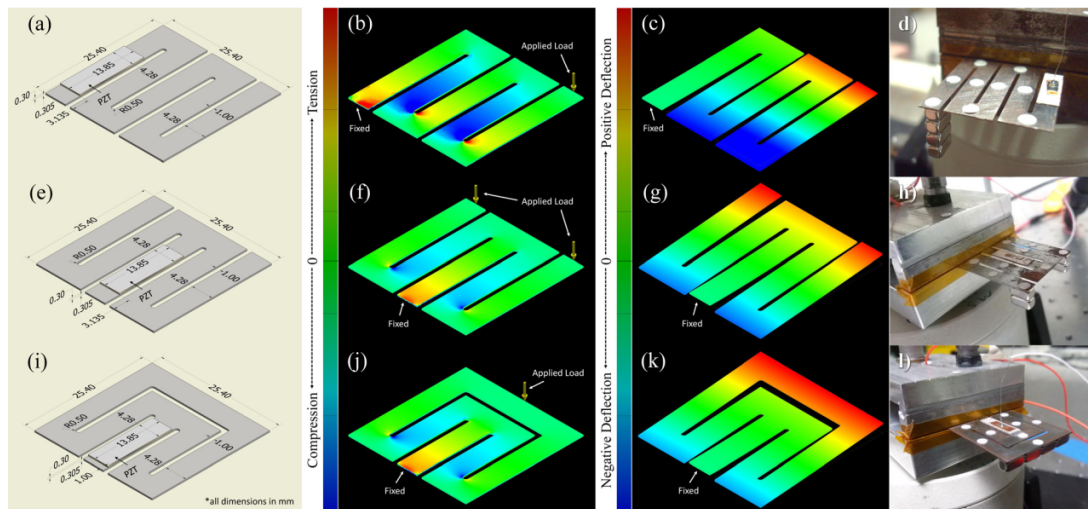 (a)
25.40
25.40
13.85
4.28
0.30
0.305
3.135
PZT
R0.50
4.28
1.00
(b)
Applied Load
Fixed
(c)
Fixed
d)
(e)
25.40
25.40
R0.50
4.28
13.85
4.28
1.00
0.30
0.305
3.135
PZT
(f)
Applied Load
Fixed
(g)
Fixed
h)
(i)
25.40
25.40
R0.50
4.28
13.85
4.28
1.00
0.30
0.305
1.00
PZT
*all dimensions in mm
(j)
Applied Load
Fixed
(k)
Fixed
l)
Tension
0
Compression
Positive Deflection
0
Negative Deflection